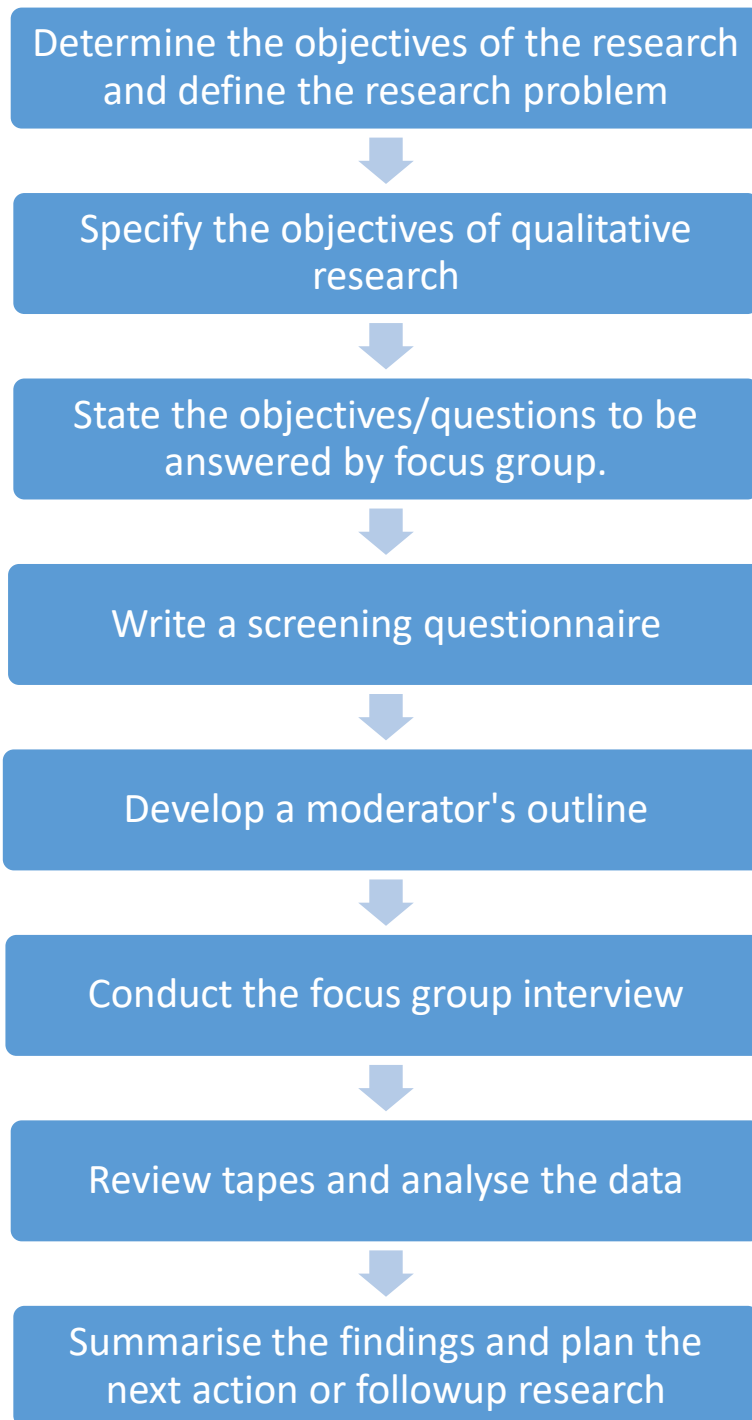 Determine the objectives of the research
and define the research problem
Specify the objectives of qualitative
research
State the objectives/questions to be
answered by focus group.
Write a screening questionnaire
Develop a moderator's outline
Conduct the focus group interview
Review tapes and analyse the data
Summarise the findings and plan the
next action or followup research